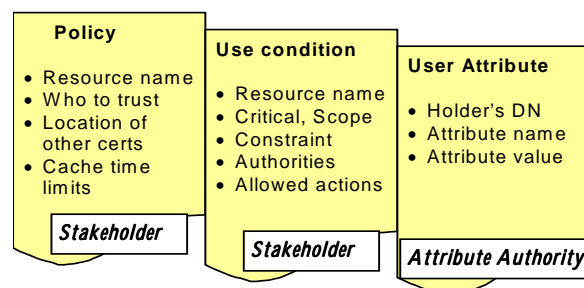 Policy
• Resource name
• Who to trust
• Location of
other certs
• Cache time
limits
Stakeholder
Use condition
• Resource name
• Critical, Scope
• Constraint
• Authorities
• Allowed actions
Stakeholder
User Attribute
• Holder's DN
• Attribute name
• Attribute value
Attribute Authority